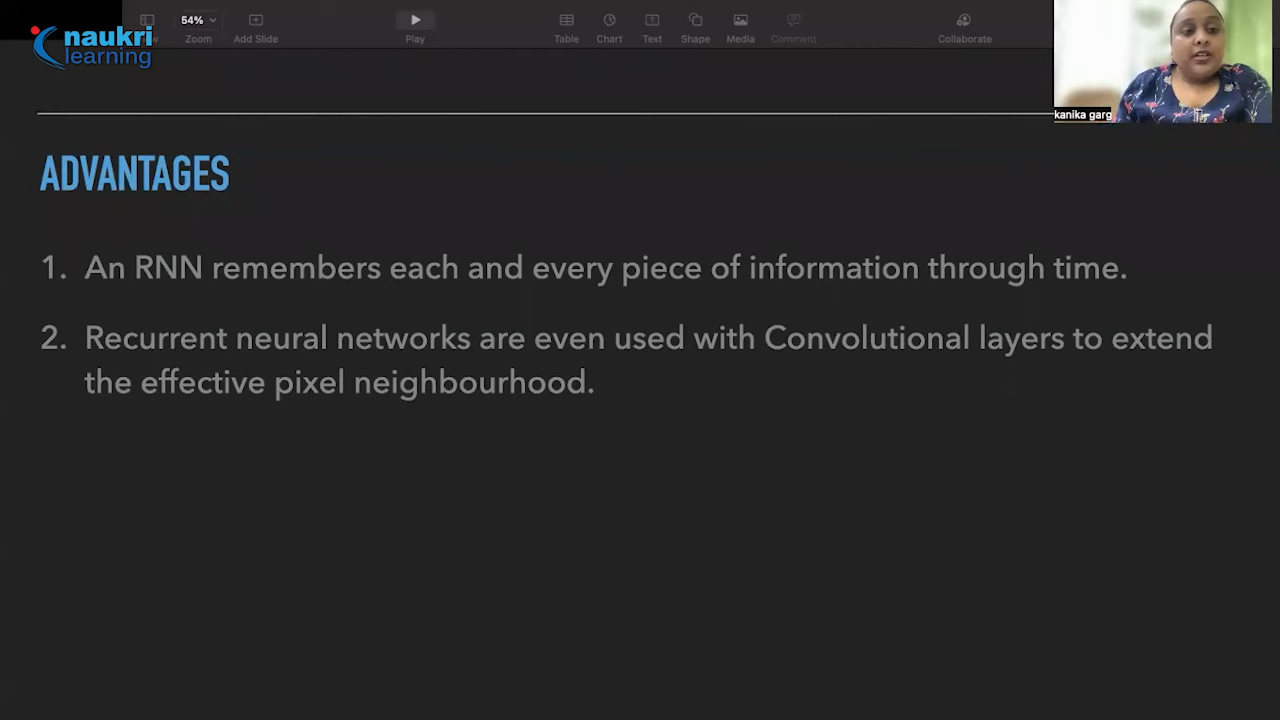 naukri
learning
54%
Zoom
Add Slide
Play
Table
Chart
Text
Shape
Media
Comment
Collaborate
kanika garg
ADVANTAGES
1. An RNN remembers each and every piece of information through time.
2. Recurrent neural networks are even used with Convolutional layers to extend
the effective pixel neighbourhood.